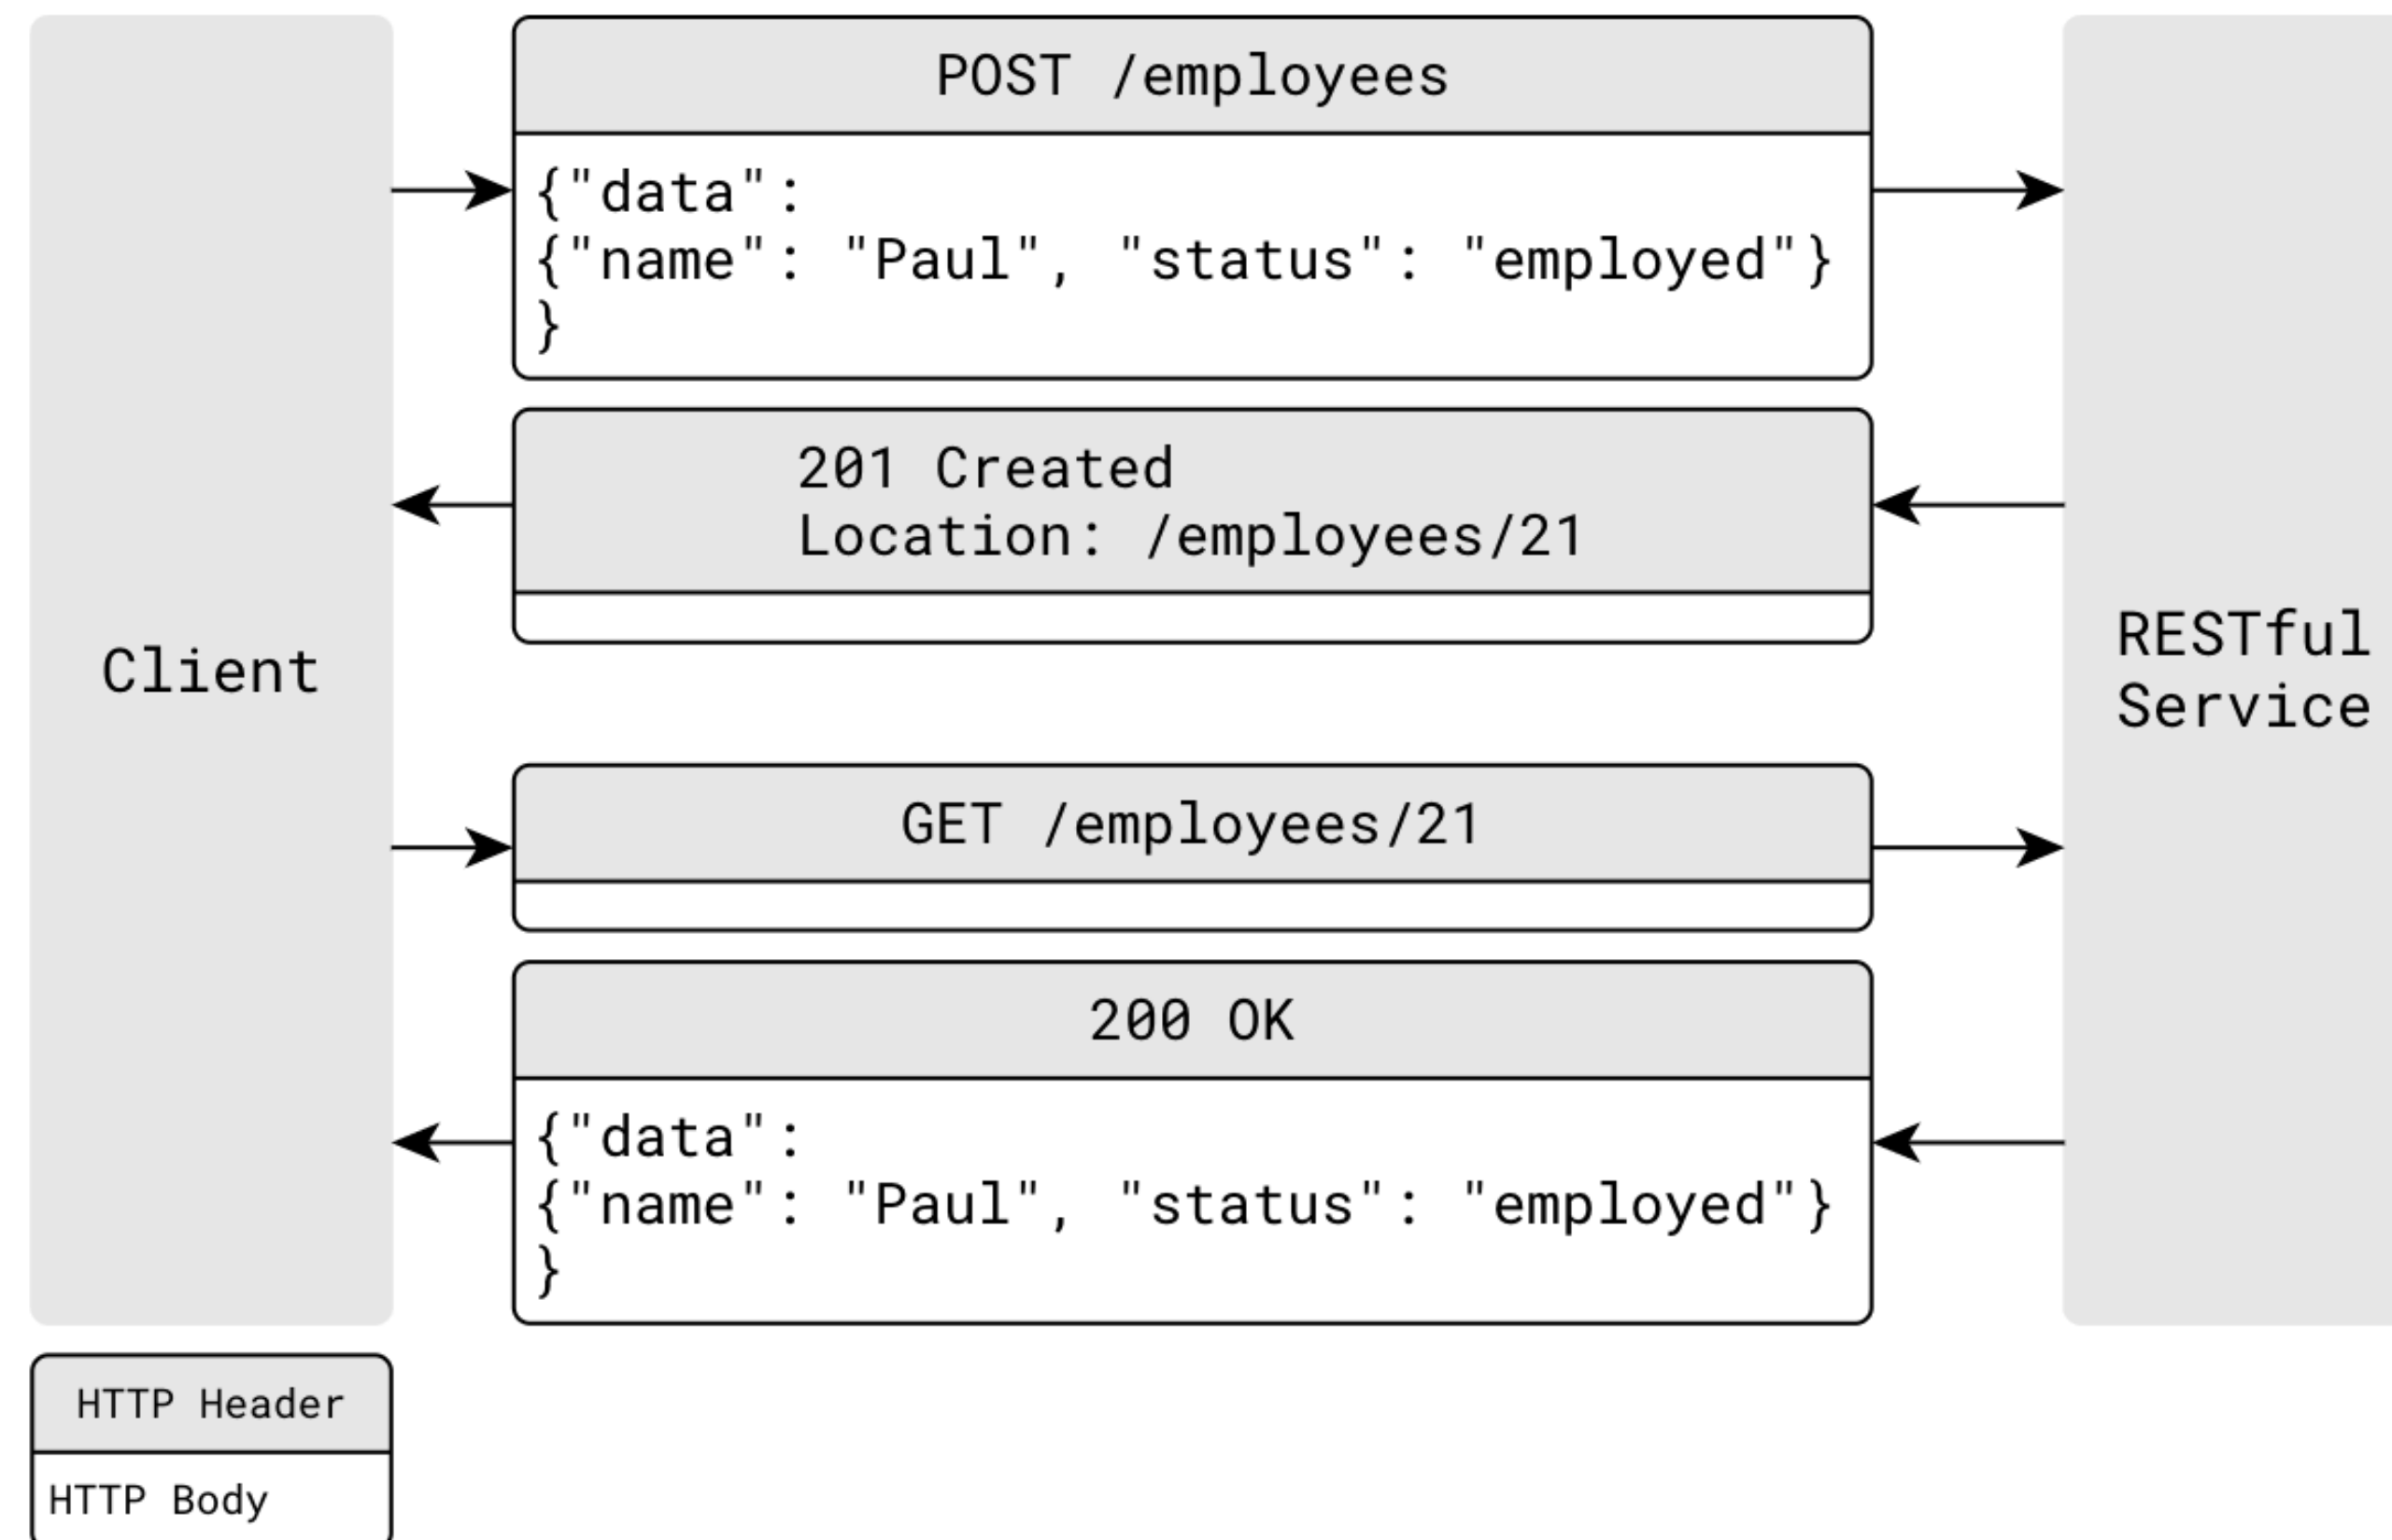 POST /employees
{"data":
{"name": "Paul", "status": "employed"}
}
201 Created
Location: /employees/21
Client
RESTful
Service
GET /employees/21
200 OK
{"data":
{"name": "Paul", "status": "employed"}
}
HTTP Header
HTTP Body